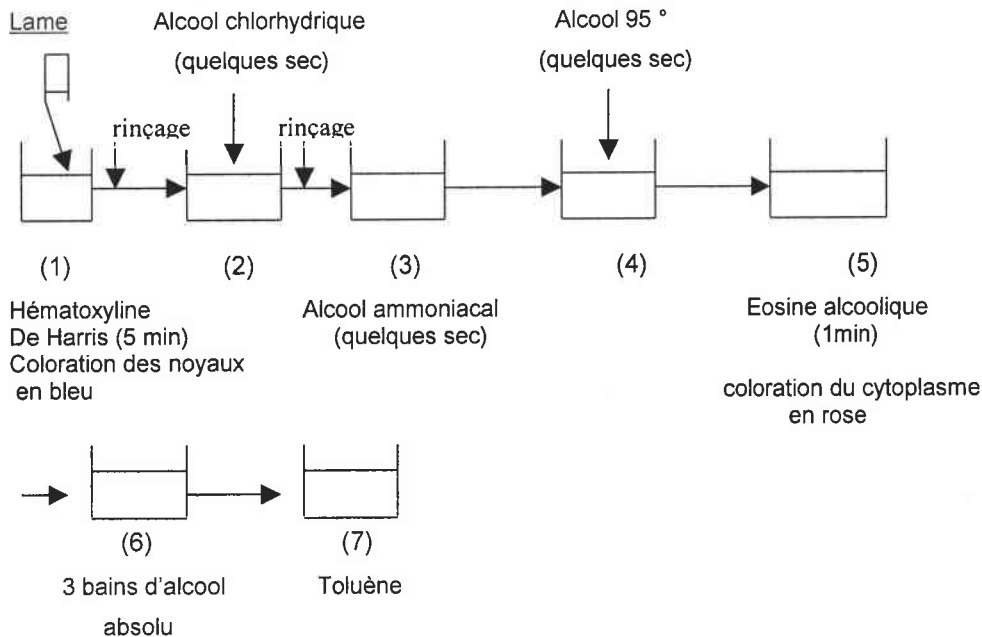 Lame
Alcool chlorhydrique
(quelques sec)
Alcool 95 °
(quelques sec)
rinçage
rinçage
(1)
(2)
(3)
(4)
(5)
Hématoxyline
De Harris (5 min)
Coloration des noyaux
en bleu
Alcool ammoniacal
(quelques sec)
Eosine alcoolique
(1min)
coloration du cytoplasme
en rose
(6)
(7)
3 bains d'alcool
absolu
Toluène